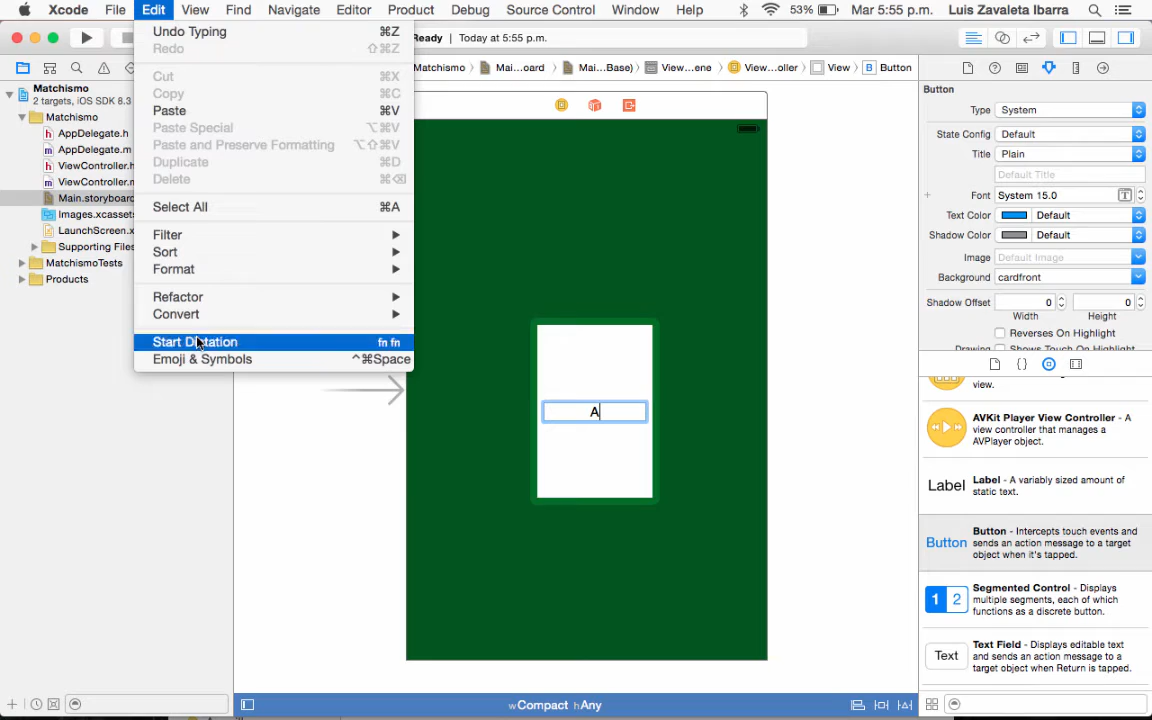 Xcode File Edit View Find Navigate Editor Product Debug Source Control Window Help 53% Mar 5:55 p.m. Luis Zavaleta Ibarra
Ready | Today at 5:55 p.m.
Matchismo
2 targets, iOS SDK 8.3
Matchismo
AppDelegate.h
AppDelegate.m
ViewController.h
ViewController.m
Main.storyboard
Images.xcassets
LaunchScreen.x
Supporting Files
MatchismoTests
Products
Undo Typing ⌘Z
Redo ⇧⌘Z
Cut ⌘X
Copy ⌘C
Paste ⌘V
Paste Special ⌥⌘V
Paste and Preserve Formatting ⌥⇧⌘V
Duplicate ⌘D
Delete ⌘⌫
Select All ⌘A
Filter
Sort
Format
Refactor
Convert
Start Dictation fn fn
Emoji & Symbols ^⌘Space
Matchismo Mai...oard Mai...Base) View...ene View...oller View B Button
A
wCompact hAny
Button
Type System
State Config Default
Title Plain
Default Title
Font System 15.0 T
Text Color Default
Shadow Color Default
Image Default Image
Background cardfront
Shadow Offset 0 0
Width Height
Reverses On Highlight
Drawing Shows Touch On Highlight
view.
AVKit Player View Controller - A
view controller that manages a
AVPlayer object.
Label Label - A variably sized amount of
static text.
Button Button - Intercepts touch events and
sends an action message to a target
object when it's tapped.
1 2 Segmented Control - Displays
multiple segments, each of which
functions as a discrete button.
Text Text Field - Displays editable text
and sends an action message to a
target object when Return is tapped.